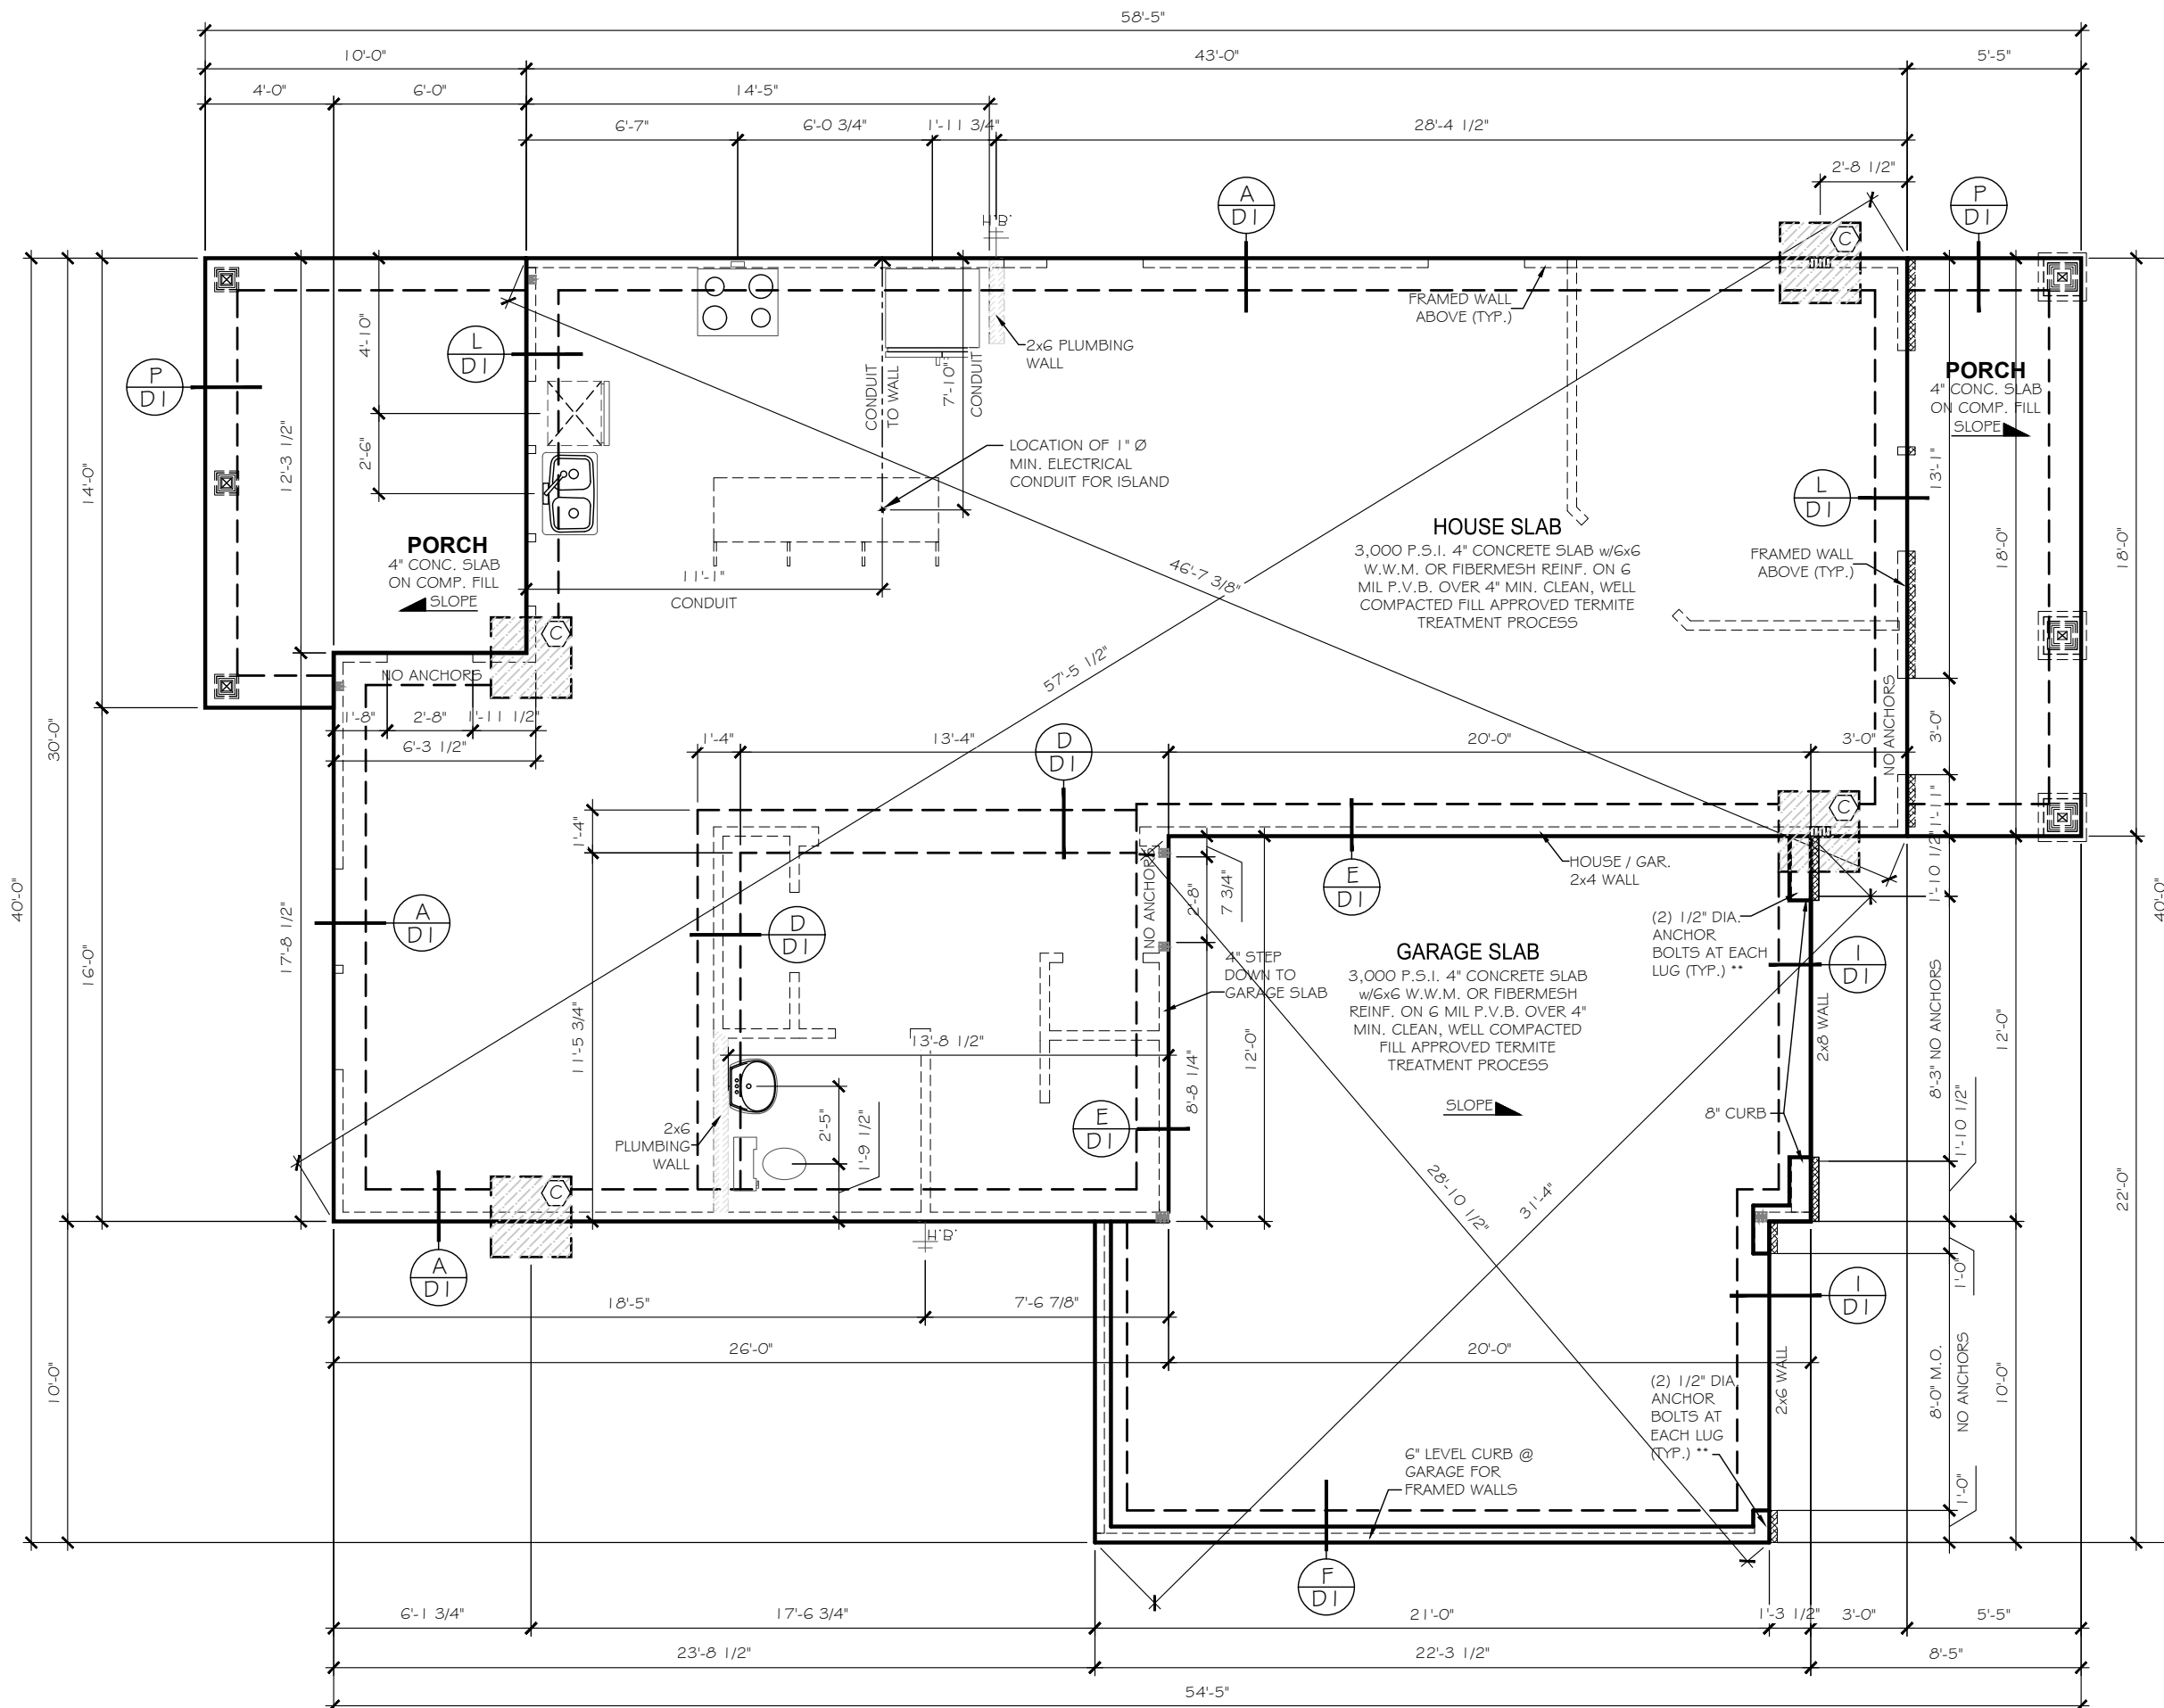 58'-5"
10'-0"
43'-0"
5'-5"
4'-0"
6'-0"
14'-5"
6'-7"
6'-0 3/4"
1'-11 3/4"
28'-4 1/2"
2'-8 1/2"
A
D1
P
D1
H.B.
C
FRAMED WALL
ABOVE (TYP.)
2x6 PLUMBING
WALL
L
D1
P
D1
4'-10"
2'-6"
12'-3 1/2"
14'-0"
30'-0"
40'-0"
CONDUIT
TO WALL
7'-10"
CONDUIT
PORCH
4" CONC. SLAB
ON COMP. FILL
SLOPE
13'-1"
18'-0"
18'-0"
LOCATION OF 1" Ø
MIN. ELECTRICAL
CONDUIT FOR ISLAND
L
D1
PORCH
4" CONC. SLAB
ON COMP. FILL
SLOPE
HOUSE SLAB
3,000 P.S.I. 4" CONCRETE SLAB w/6x6
W.W.M. OR FIBERMESH REINF. ON 6
MIL P.V.B. OVER 4" MIN. CLEAN, WELL
COMPACTED FILL APPROVED TERMITE
TREATMENT PROCESS
FRAMED WALL
ABOVE (TYP.)
11'-1"
CONDUIT
46'-7 3/8"
57'-5 1/2"
C
NO ANCHORS
1'-8"
2'-8"
1'-11 1/2"
6'-3 1/2"
1'-4"
13'-4"
D
D1
20'-0"
3'-0"
NO ANCHORS
3'-0"
1'-11"
C
1'-4"
HOUSE / GAR.
2x4 WALL
E
D1
NO ANCHORS
2'-8"
7 3/4"
1'-10 1/2"
40'-0"
A
D1
D
D1
16'-0"
17'-8 1/2"
11'-5 3/4"
4" STEP
DOWN TO
GARAGE SLAB
GARAGE SLAB
3,000 P.S.I. 4" CONCRETE SLAB
w/6x6 W.W.M. OR FIBERMESH
REINF. ON 6 MIL P.V.B. OVER 4"
MIN. CLEAN, WELL COMPACTED
FILL APPROVED TERMITE
TREATMENT PROCESS
SLOPE
(2) 1/2" DIA.
ANCHOR
BOLTS AT EACH
LUG (TYP.) **
I
D1
2x8 WALL
8'-3" NO ANCHORS
12'-0"
13'-8 1/2"
8'-8 1/4"
12'-0"
8" CURB
2'-5"
1'-9 1/2"
E
D1
2x6
PLUMBING
WALL
1'-10 1/2"
22'-0"
28'-10 1/2"
31'-4"
C
H.B.
A
D1
1'-0"
I
D1
18'-5"
7'-6 7/8"
26'-0"
20'-0"
10'-0"
2x6 WALL
8'-0" M.O.
NO ANCHORS
10'-0"
(2) 1/2" DIA.
ANCHOR
BOLTS AT
EACH LUG
(TYP.) **
6" LEVEL CURB @
GARAGE FOR
FRAMED WALLS
1'-0"
F
D1
6'-1 3/4"
17'-6 3/4"
21'-0"
1'-3 1/2"
3'-0"
5'-5"
23'-8 1/2"
22'-3 1/2"
8'-5"
54'-5"